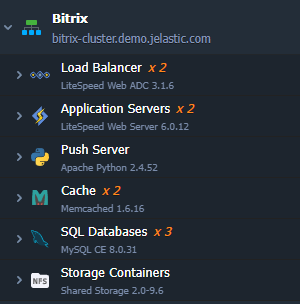 Bitrix
bitrix-cluster.demo.jelastic.com
Load Balancer x 2
LiteSpeed Web ADC 3.1.6
Application Servers x 2
LiteSpeed Web Server 6.0.12
Push Server
Apache Python 2.4.52
Cache x 2
Memcached 1.6.16
SQL Databases x 3
MySQL CE 8.0.31
Storage Containers
NFS
Shared Storage 2.0-9.6